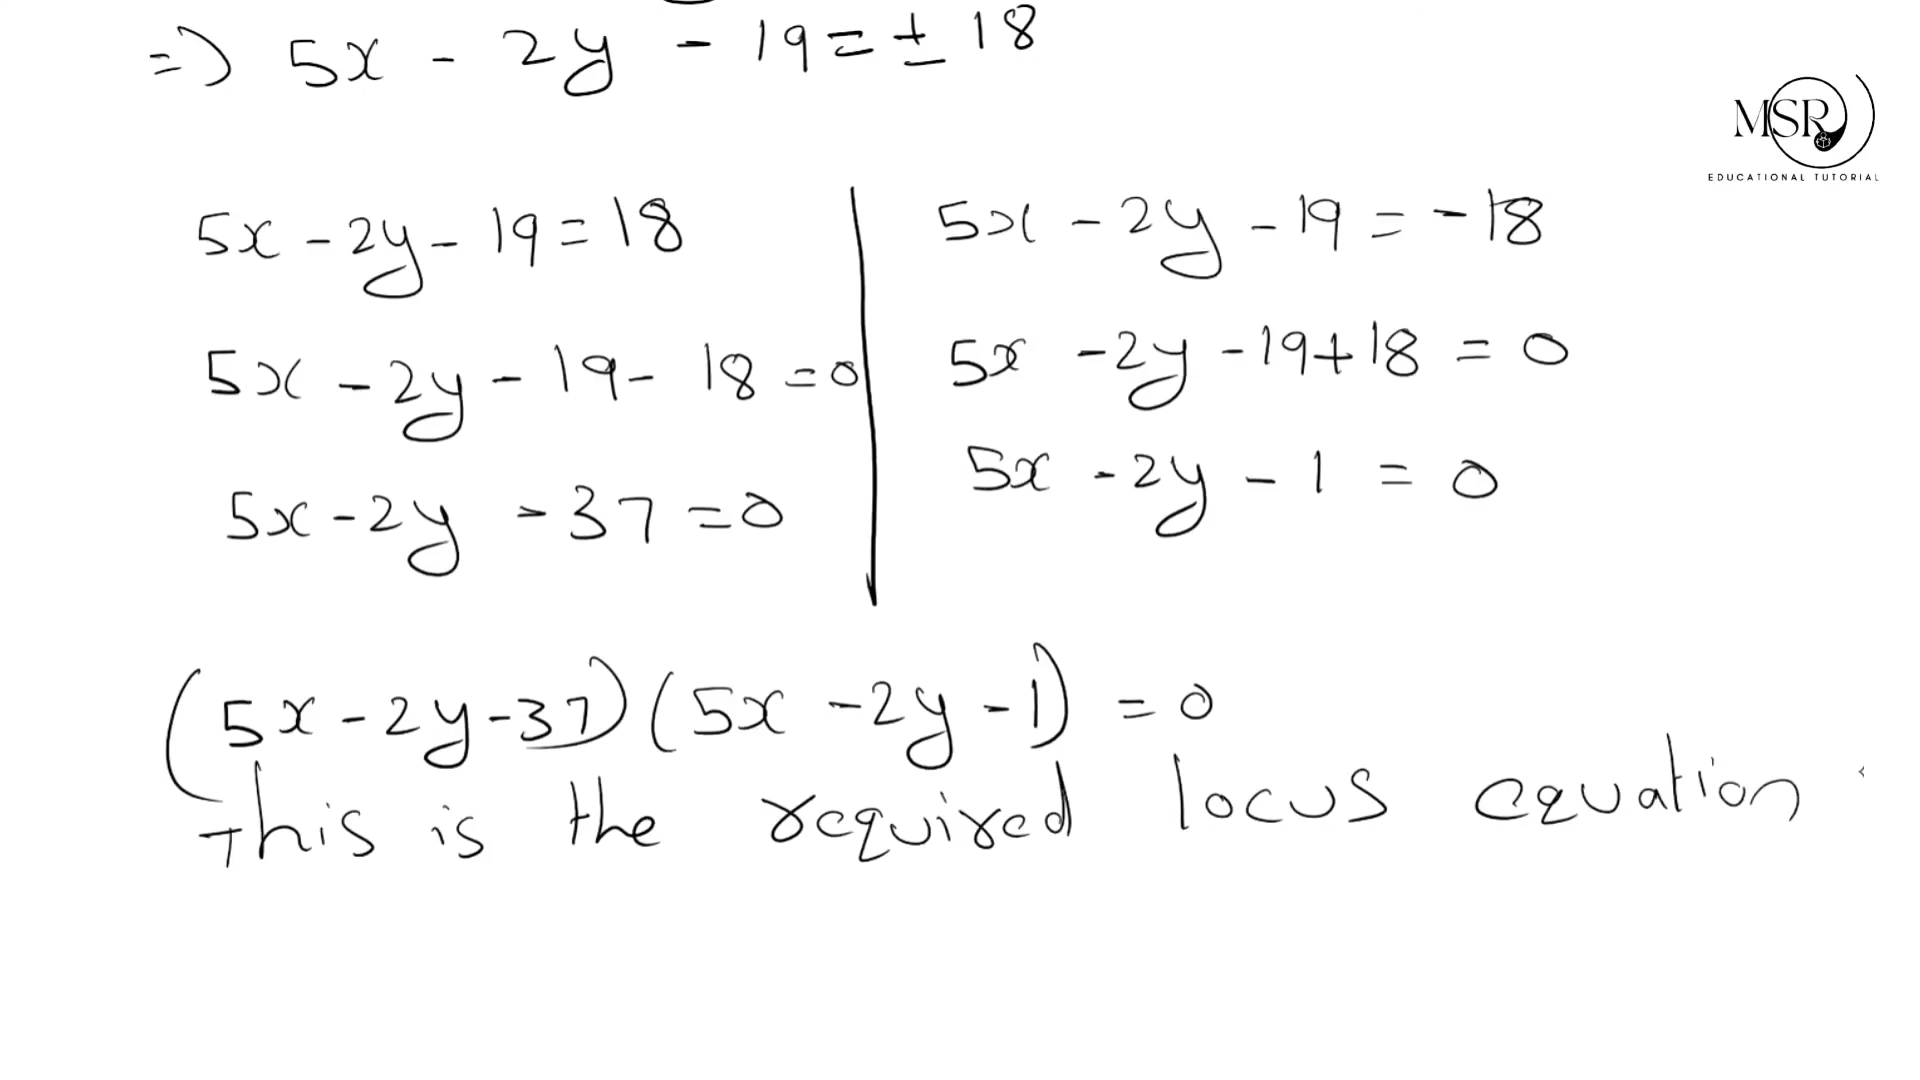 => 5x - 2y - 19 = ± 18
MSR
EDUCATIONAL TUTORIAL
5x - 2y - 19 = 18
5x - 2y - 19 - 18 = 0
5x - 2y - 37 = 0
5x - 2y - 19 = -18
5x - 2y - 19 + 18 = 0
5x - 2y - 1 = 0
(5x - 2y - 37) (5x - 2y - 1) = 0
This is the required locus equation